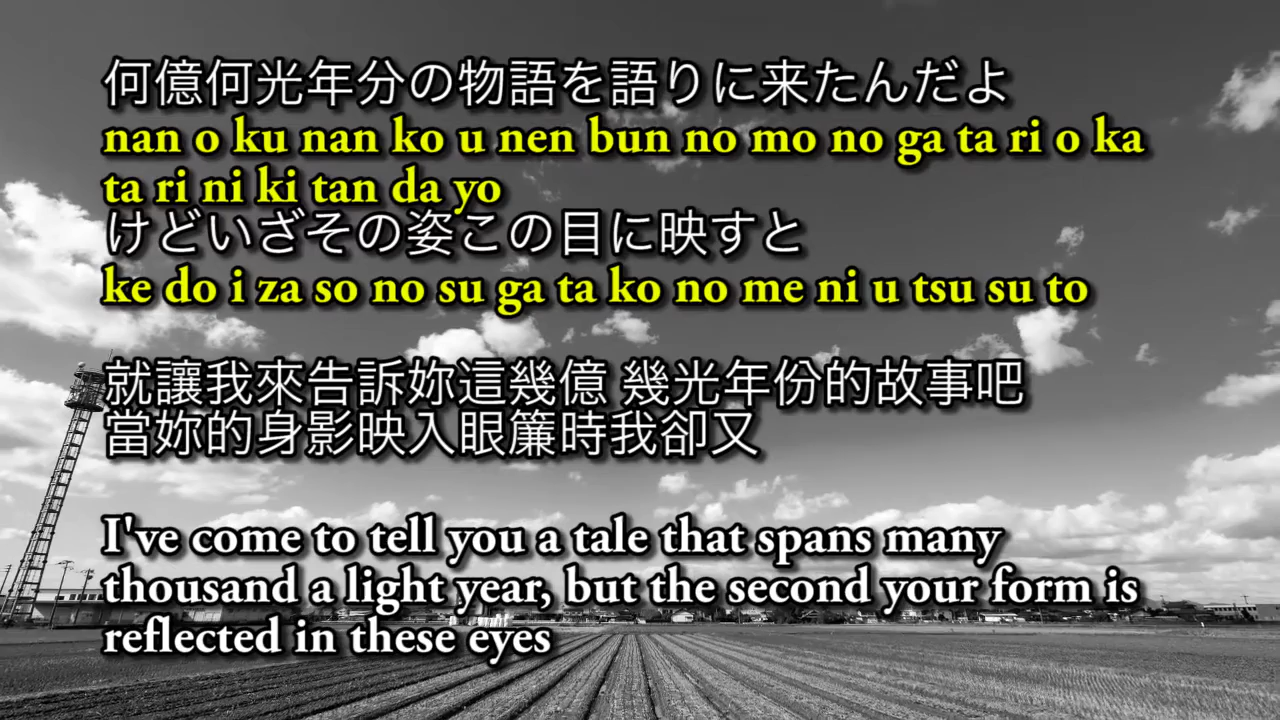 何億何光年分の物語を語りに来たんだよ
nan o ku nan ko u nen bun no mo no ga ta ri o ka
ta ri ni ki tan da yo
けどいざその姿この目に映すと
ke do i za so no su ga ta ko no me ni u tsu su to
就讓我來告訴妳這幾億 幾光年份的故事吧
當妳的身影映入眼簾時我卻又
I've come to tell you a tale that spans many
thousand a light year, but the second your form is
reflected in these eyes